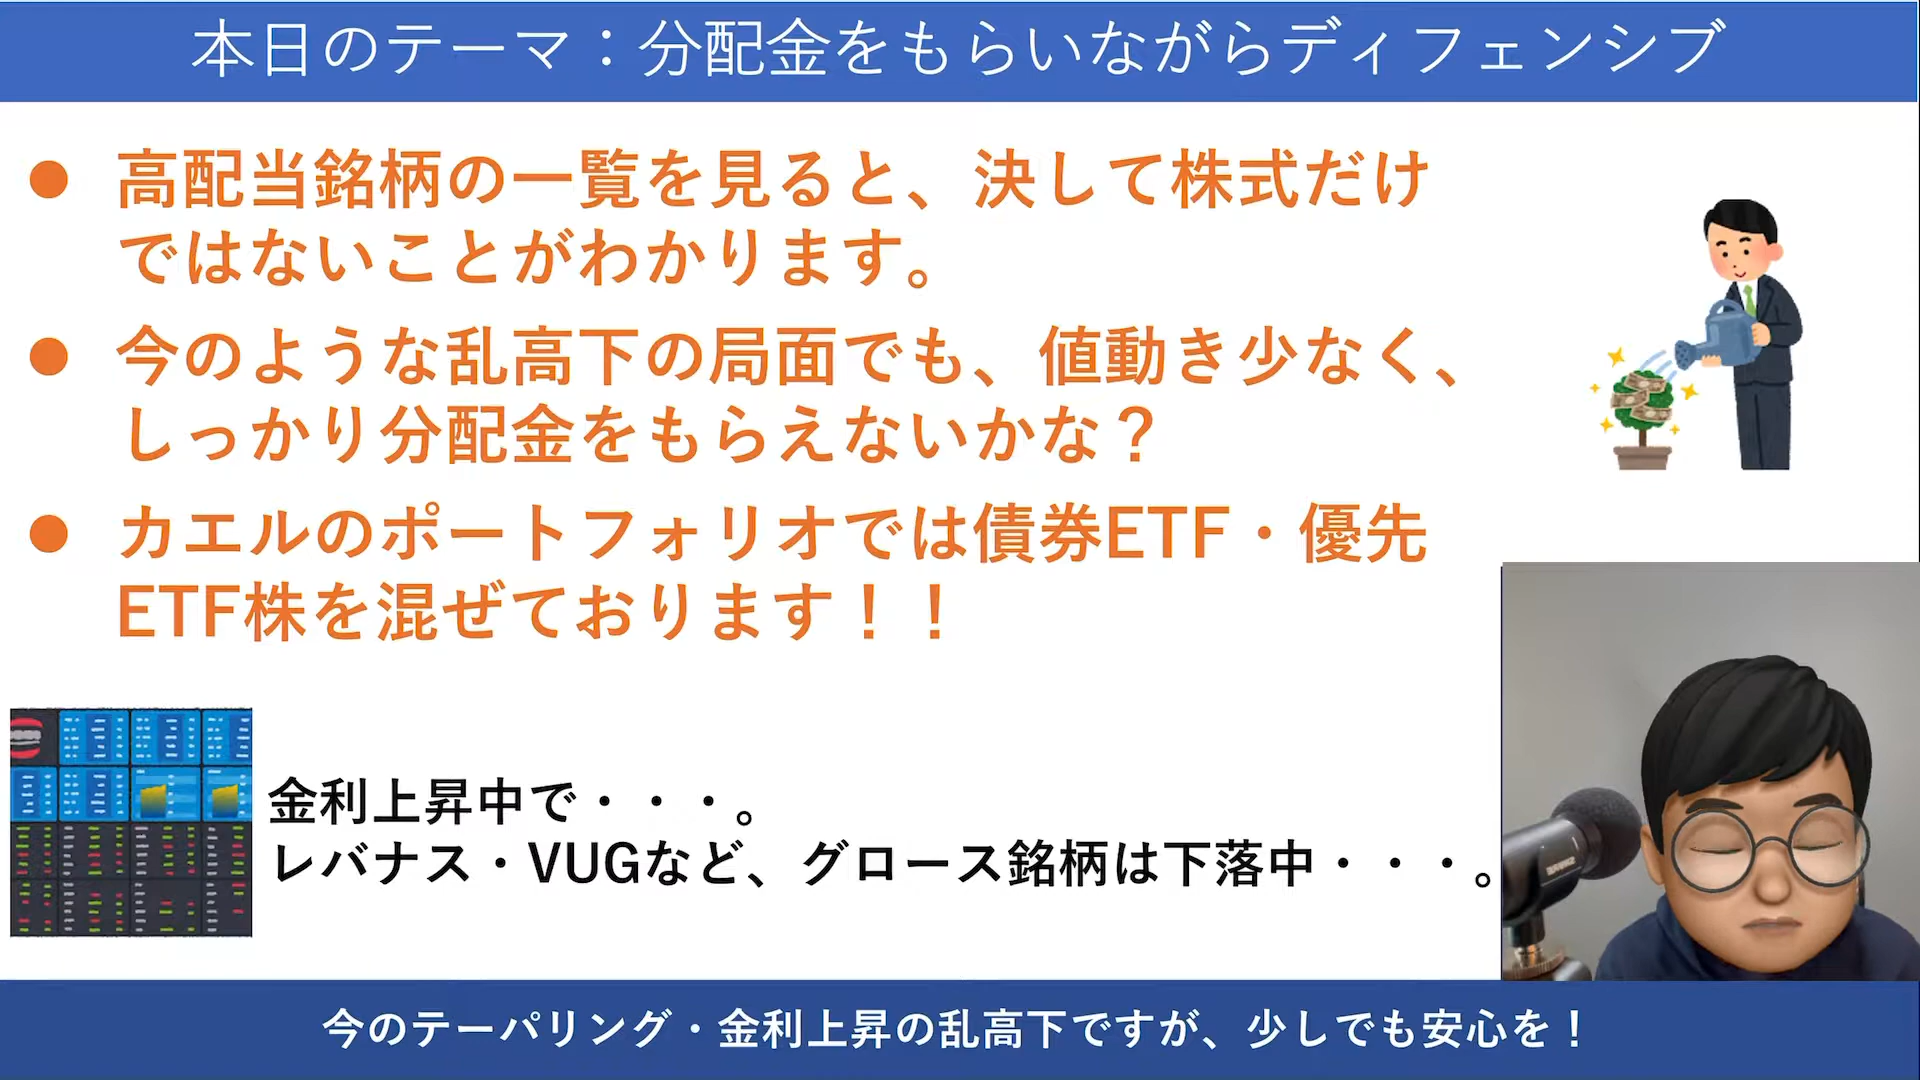 本日のテーマ：分配金をもらいながらディフェンシブ
● 高配当銘柄の一覧を見ると、決して株式だけ
ではないことがわかります。
● 今のような乱高下の局面でも、値動き少なく、
しっかり分配金をもらえないかな？
● カエルのポートフォリオでは債券ETF・優先
ETF株を混ぜております！！
金利上昇中で・・・。
レバナス・VUGなど、グロース銘柄は下落中・・・。
今のテーパリング・金利上昇の乱高下ですが、少しでも安心を！